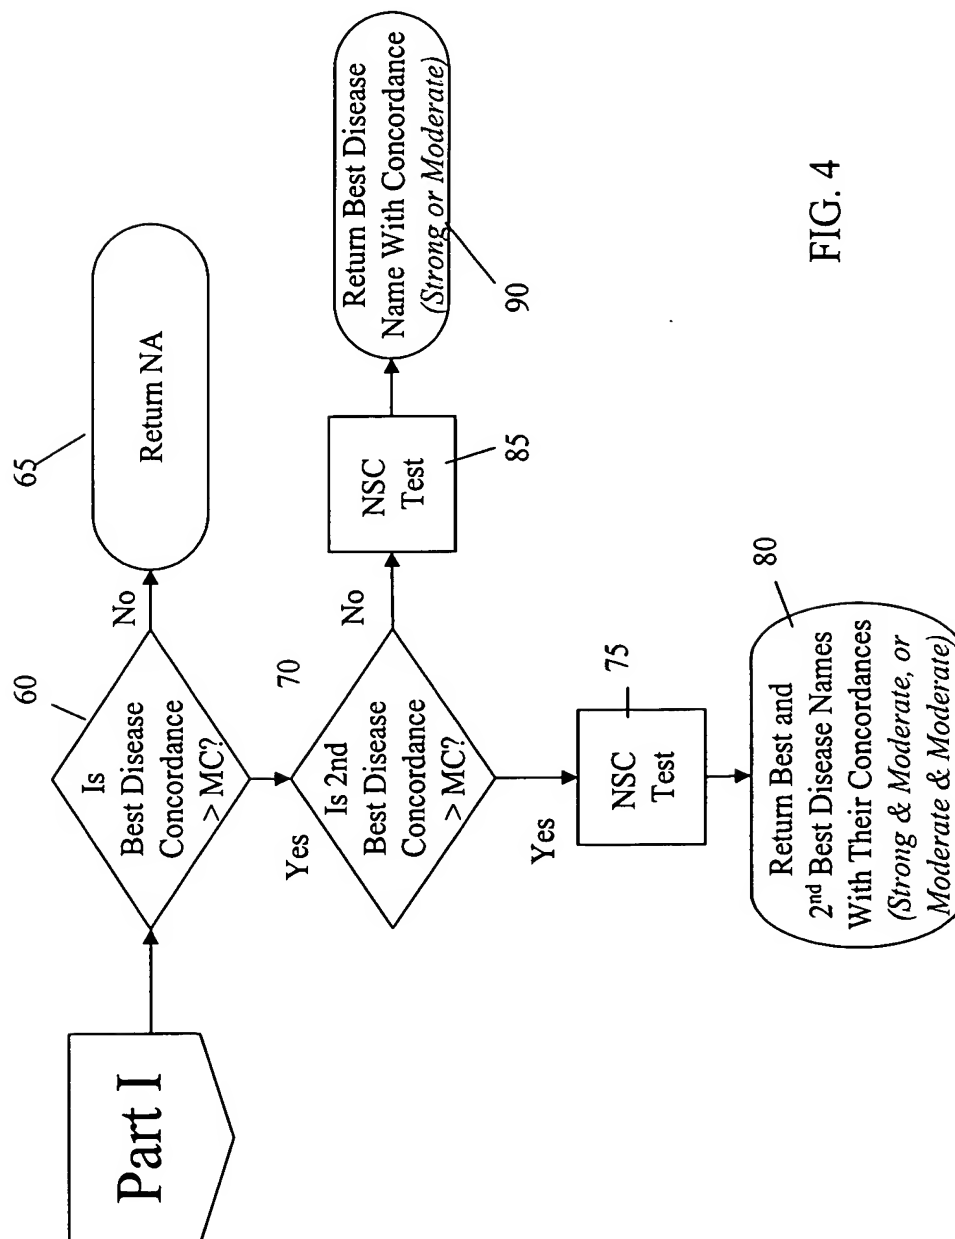 Part I
60
Is
Best Disease
Concordance
> MC?
No
65
Return NA
Yes
70
Is 2nd
Best Disease
Concordance
> MC?
No
NSC
Test
85
Return Best Disease
Name With Concordance
(Strong or Moderate)
90
Yes
NSC
Test
75
80
Return Best and
2nd Best Disease Names
With Their Concordances
(Strong & Moderate, or
Moderate & Moderate)
FIG. 4